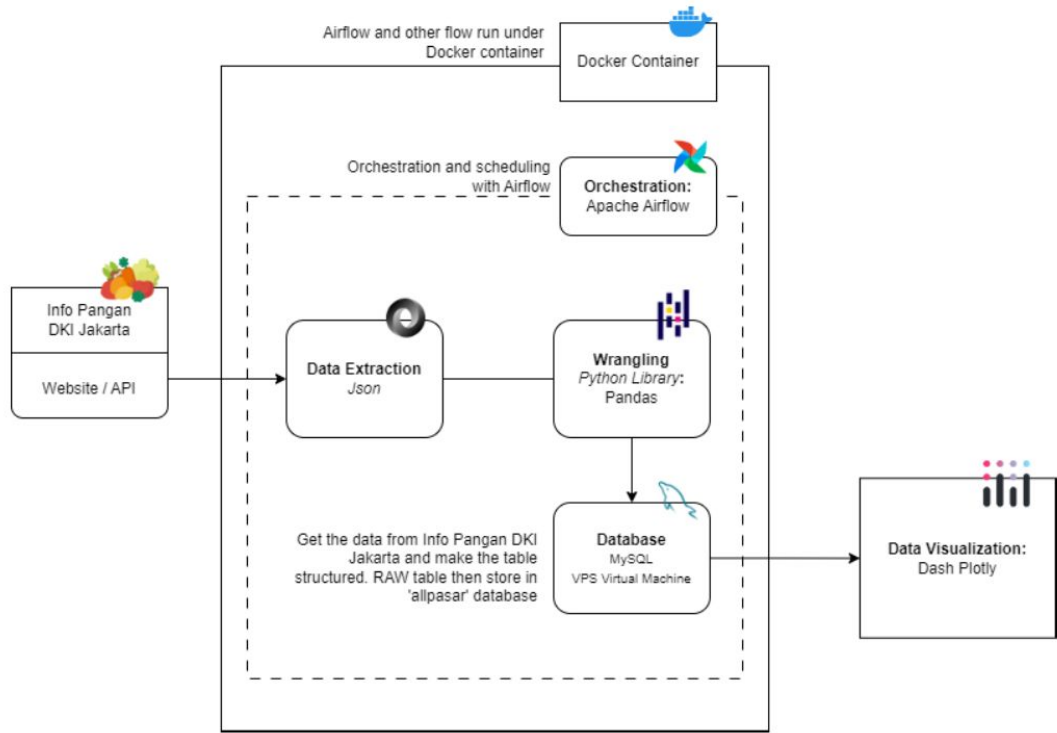 Airflow and other flow run under
Docker container
Docker Container
Orchestration and scheduling
with Airflow
Orchestration:
Apache Airflow
Info Pangan
DKI Jakarta
Website / API
Data Extraction
Json
Wrangling
Python Library:
Pandas
Get the data from Info Pangan DKI
Jakarta and make the table
structured. RAW table then store in
'allpasar' database
Database
MySQL
VPS Virtual Machine
Data Visualization:
Dash Plotly